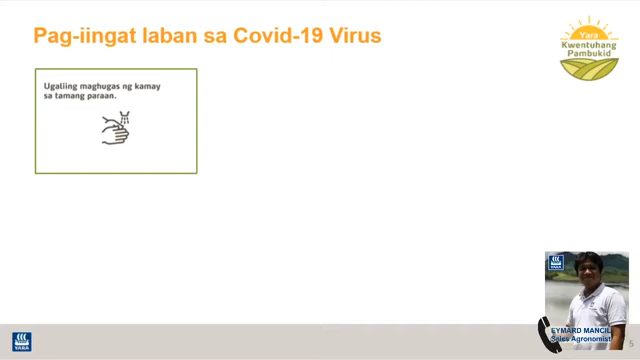 Pag-iingat laban sa Covid-19 Virus
Yara
Kwentuhang
Pambukid
Ugaliing maghugas ng kamay
sa tamang paraan.
YARA
EYMARD MANCIL
Sales Agronomist
YARA
5